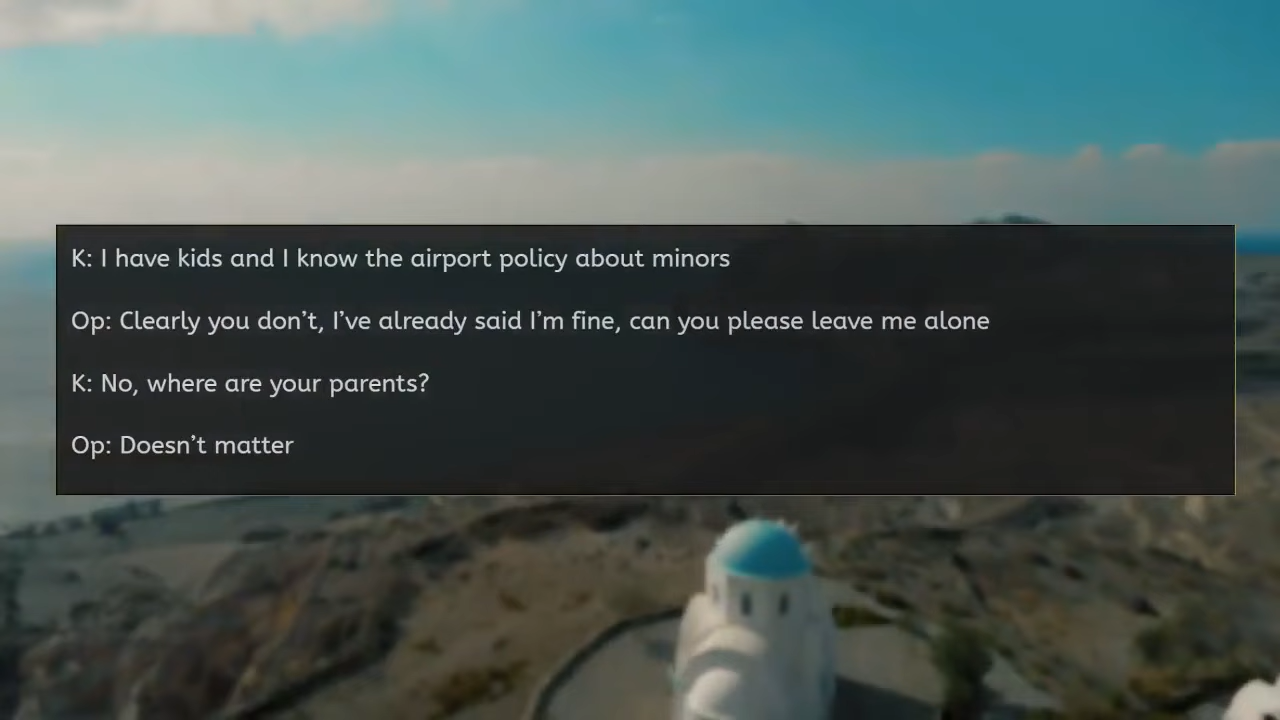 K: I have kids and I know the airport policy about minors
Op: Clearly you don’t, I’ve already said I’m fine, can you please leave me alone
K: No, where are your parents?
Op: Doesn’t matter